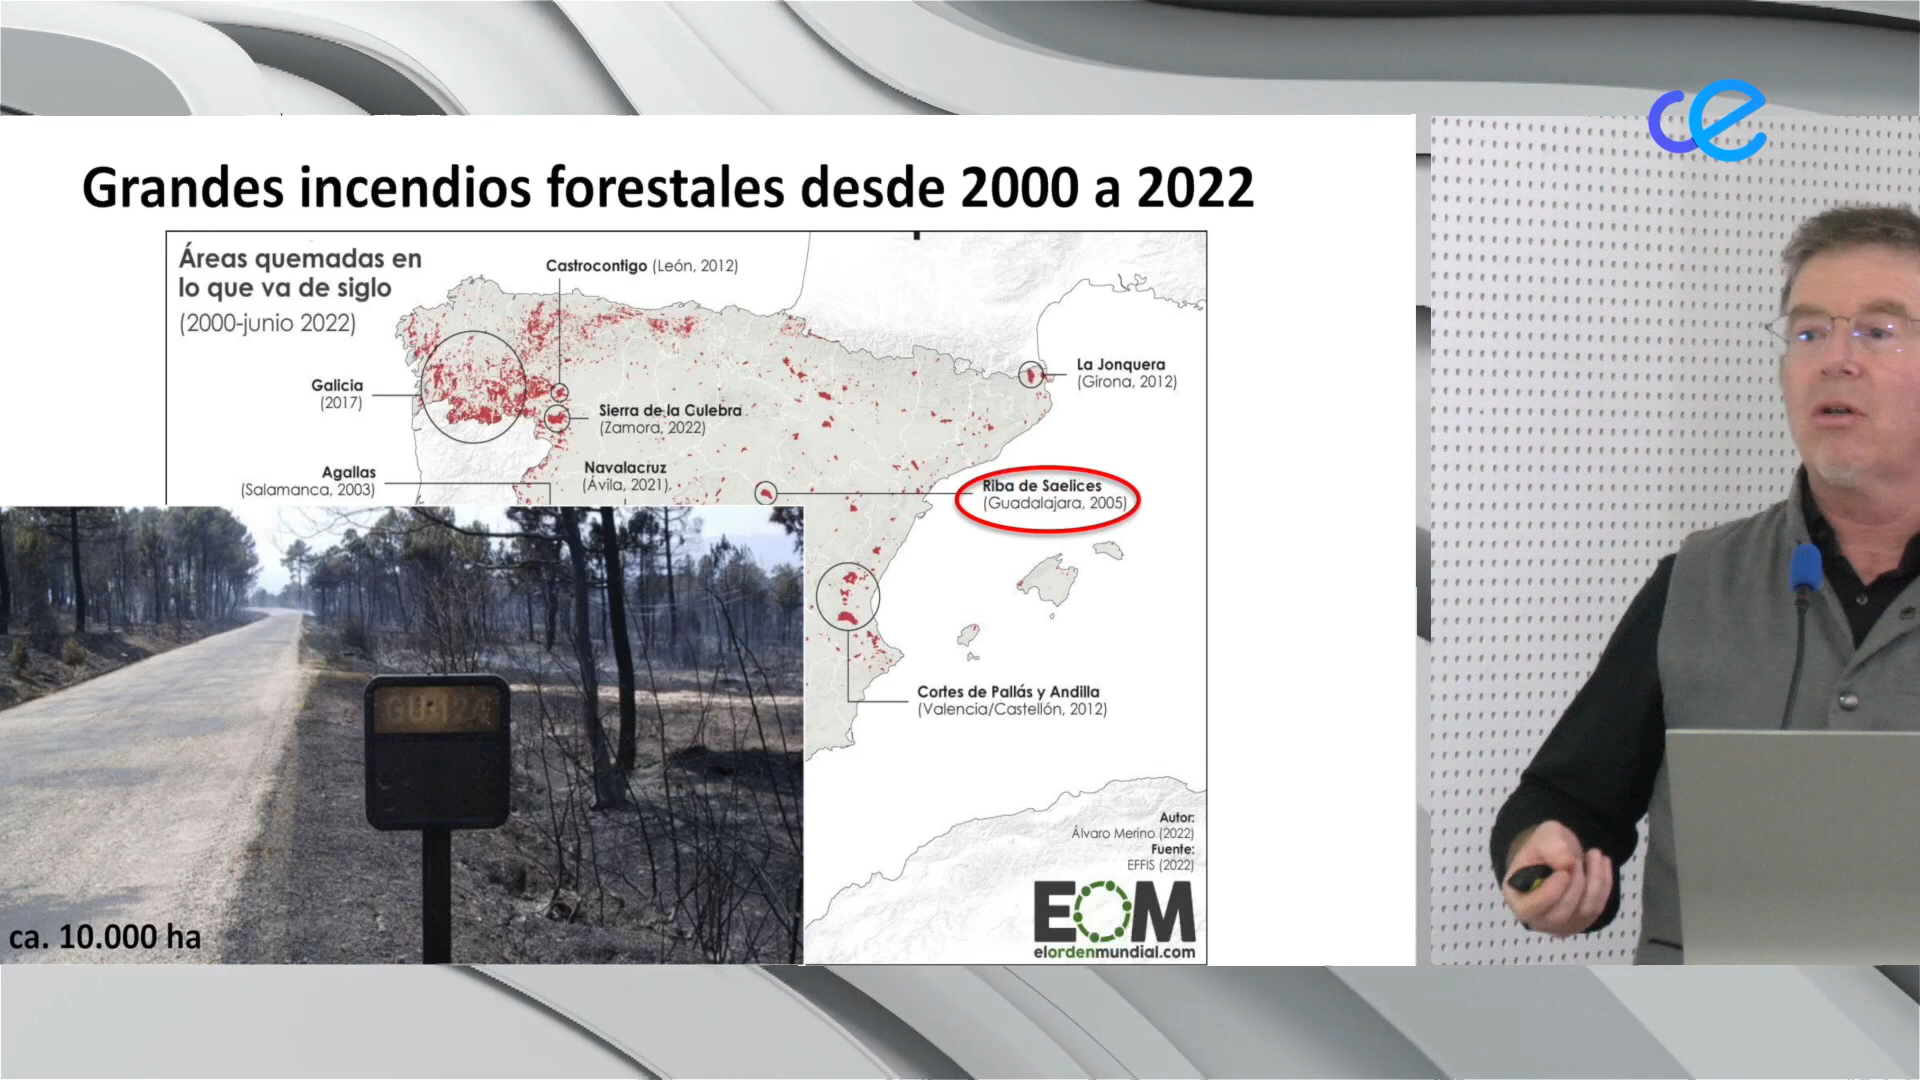 Grandes incendios forestales desde 2000 a 2022
Áreas quemadas en
lo que va de siglo
(2000-junio 2022)
Castrocontigo (León, 2012)
La Jonquera
(Girona, 2012)
Galicia
(2017)
Sierra de la Culebra
(Zamora, 2022)
Agallas
(Salamanca, 2003)
Navalacruz
(Ávila, 2021)
Riba de Saelices
(Guadalajara, 2005)
Cortes de Pallás y Andilla
(Valencia/Castellón, 2012)
ca. 10.000 ha
Autor:
Álvaro Merino (2022)
Fuente:
EFFIS (2022)
EOM
elordenmundial.com
ce